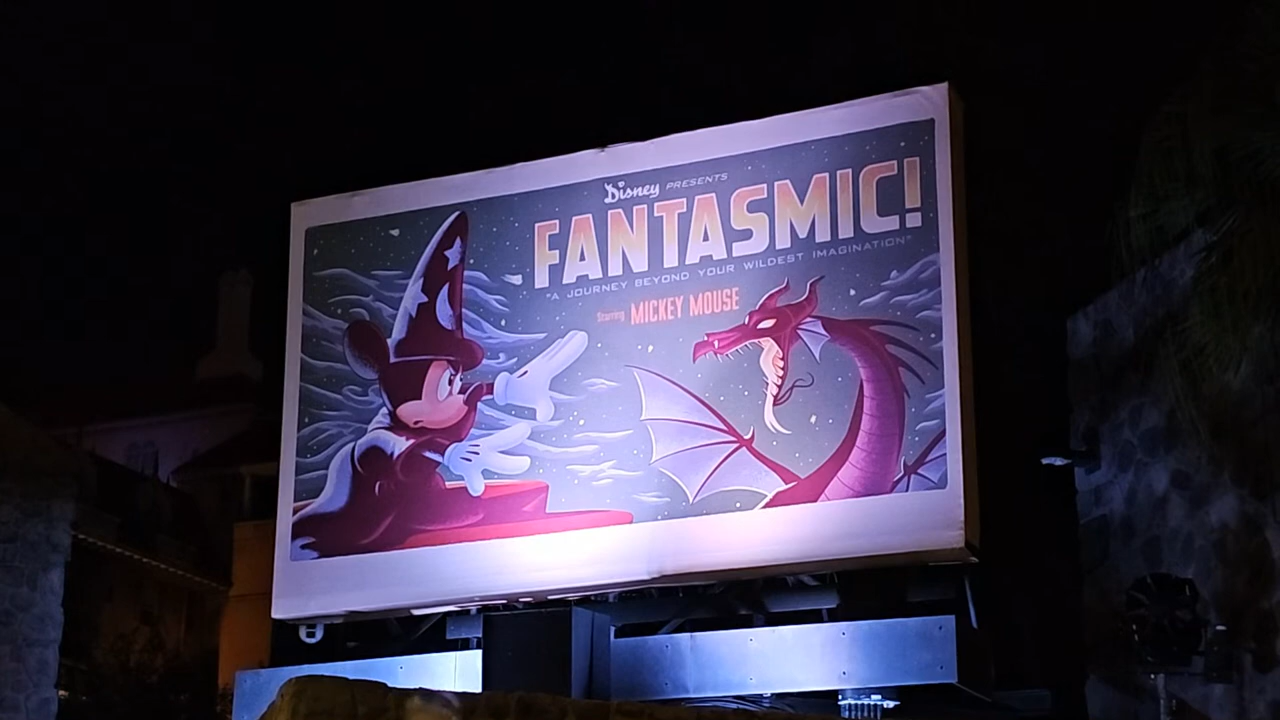 Disney PRESENTS
FANTASMIC!
"A JOURNEY BEYOND YOUR WILDEST IMAGINATION"
Starring MICKEY MOUSE